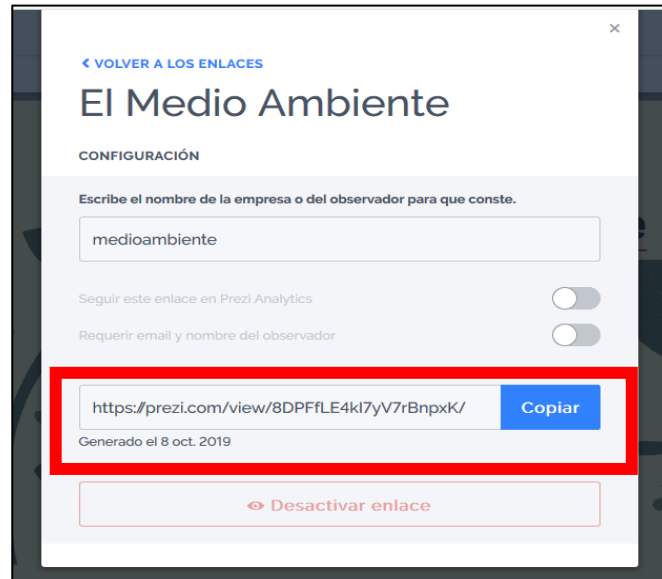 VOLVER A LOS ENLACES
El Medio Ambiente
CONFIGURACIÓN
Escribe el nombre de la empresa o del observador para que conste.
medioambiente
Seguir este enlace en Prezi Analytics
Requerir email y nombre del observador
https://prezi.com/view/8DPFfLE4kI7yV7rBnpxK/ Copiar
Generado el 8 oct. 2019
Desactivar enlace